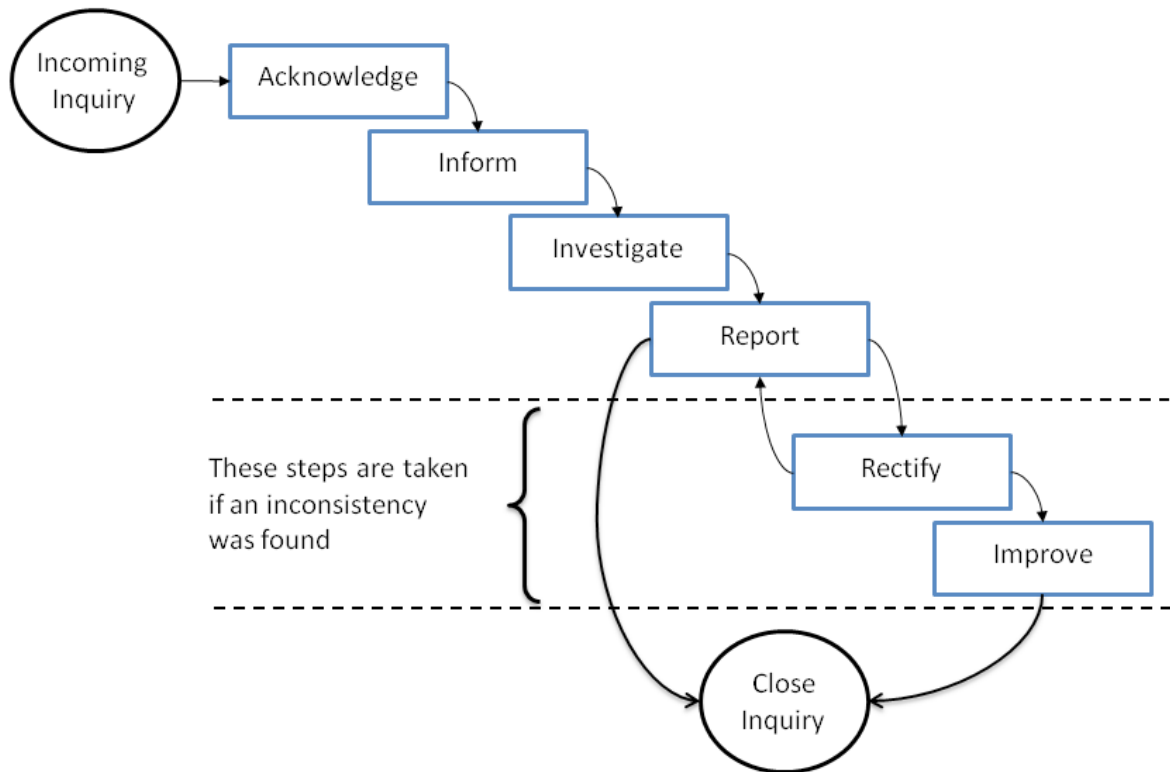 Incoming
Inquiry
Acknowledge
Inform
Investigate
Report
These steps are taken
if an inconsistency
was found
Rectify
Improve
Close
Inquiry